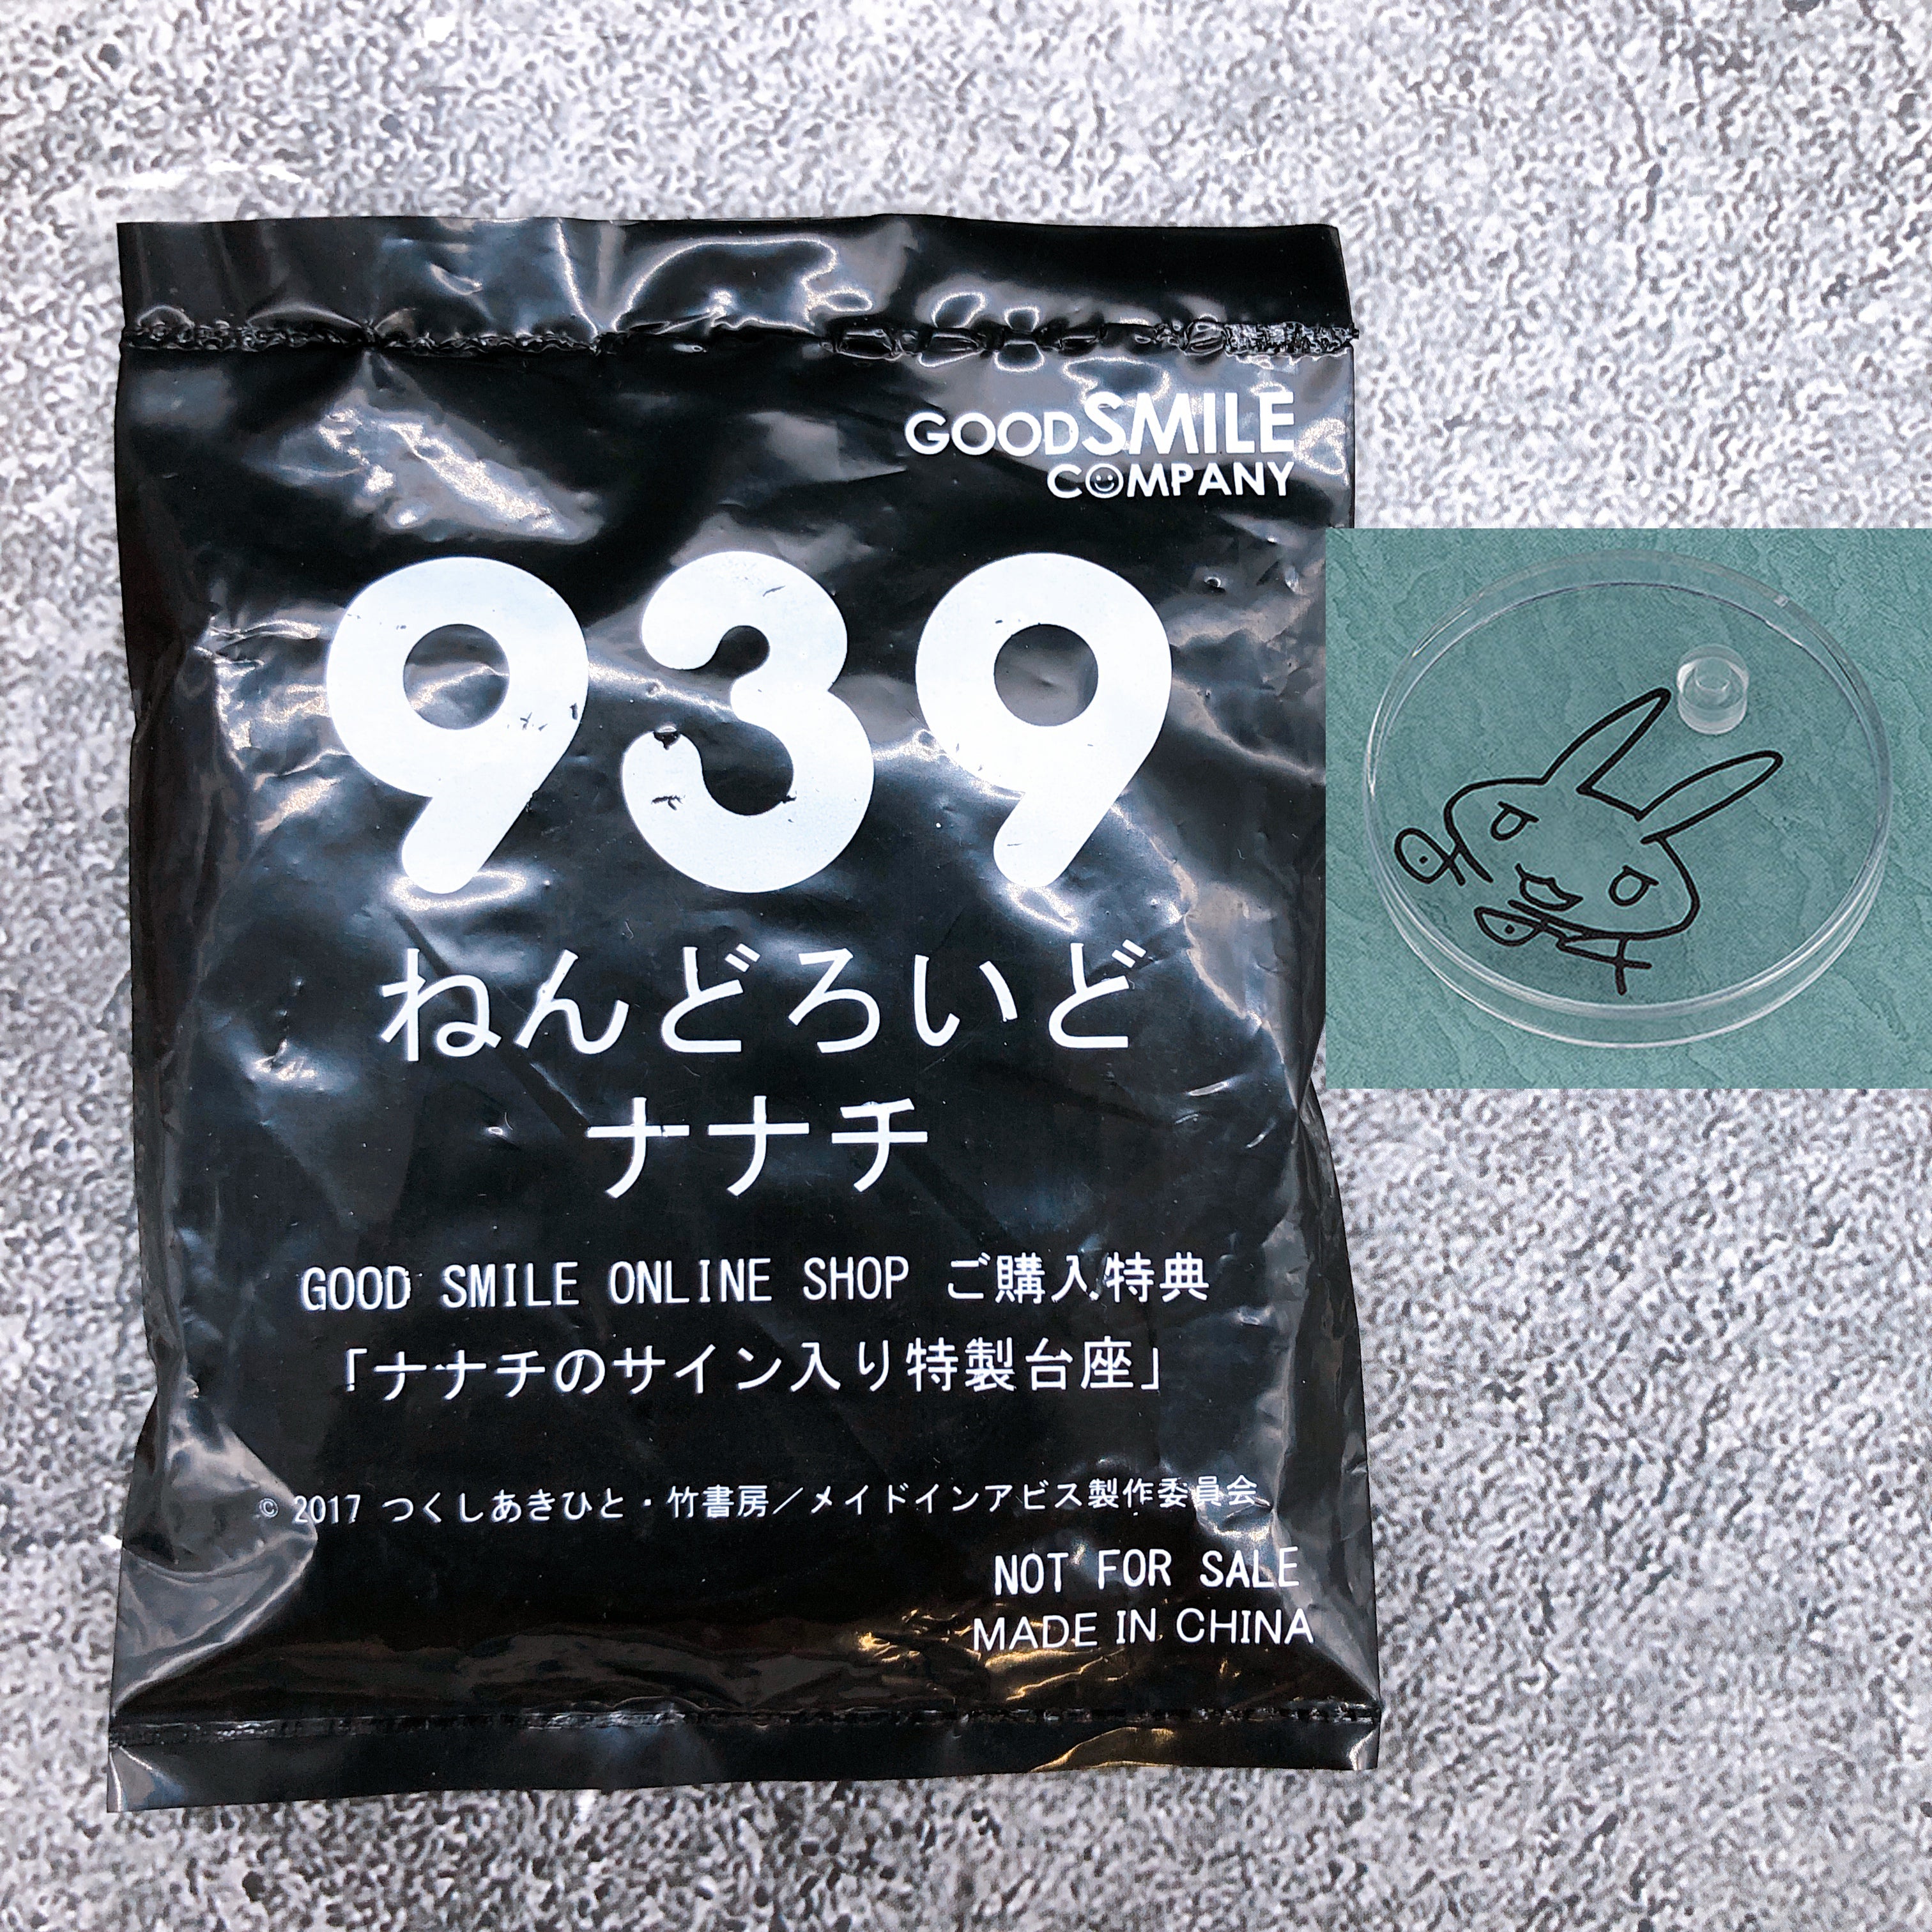 GOODSMILE
COMPANY
939
ねんどろいど
ナナチ
GOOD SMILE ONLINE SHOP ご購入特典
「ナナチのサイン入り特製台座」
© 2017 つくしあきひと・竹書房／メイドインアビス製作委員会
NOT FOR SALE
MADE IN CHINA